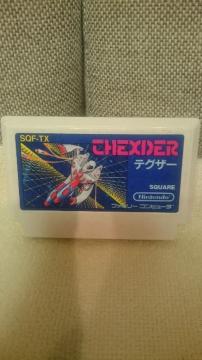 SQF-TX
THEXDER
テグザー
SQUARE
Nintendo
ファミリー コンピュータ